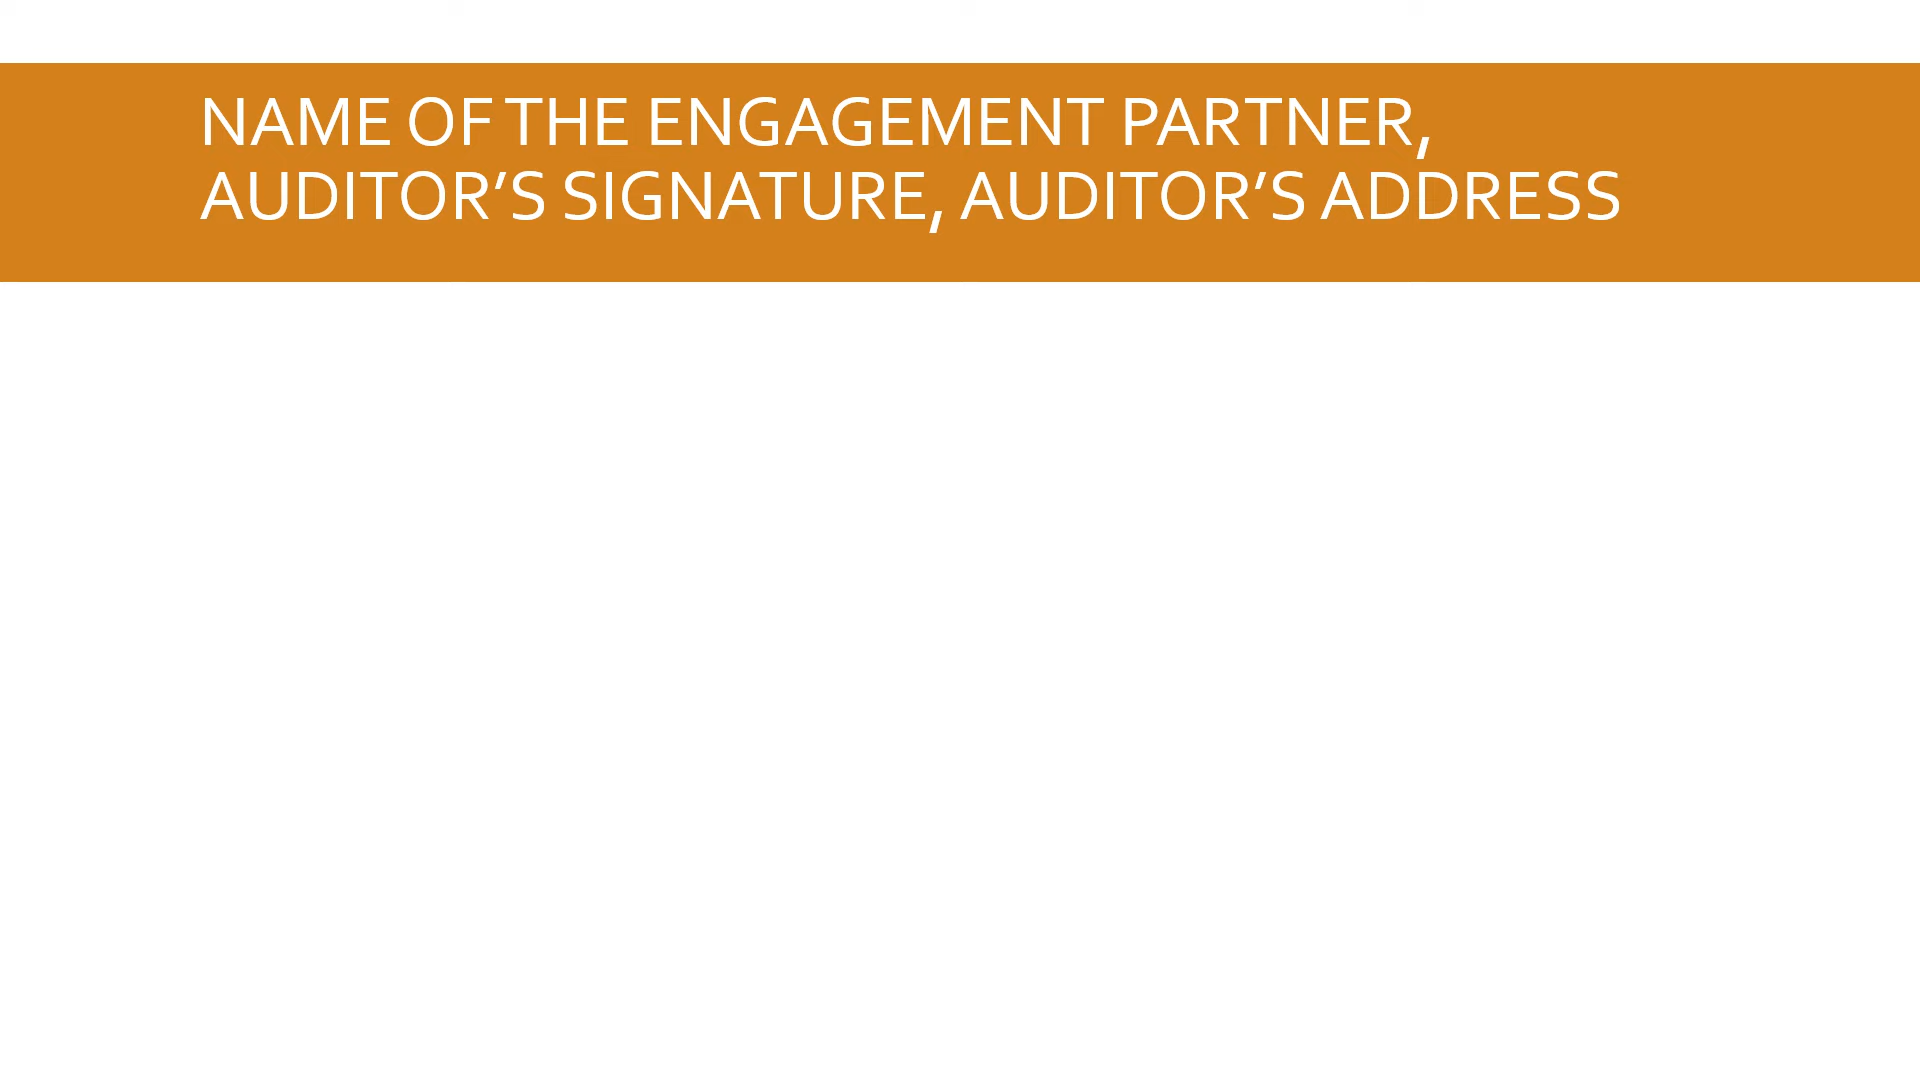 NAME OF THE ENGAGEMENT PARTNER,
AUDITOR’S SIGNATURE, AUDITOR’S ADDRESS